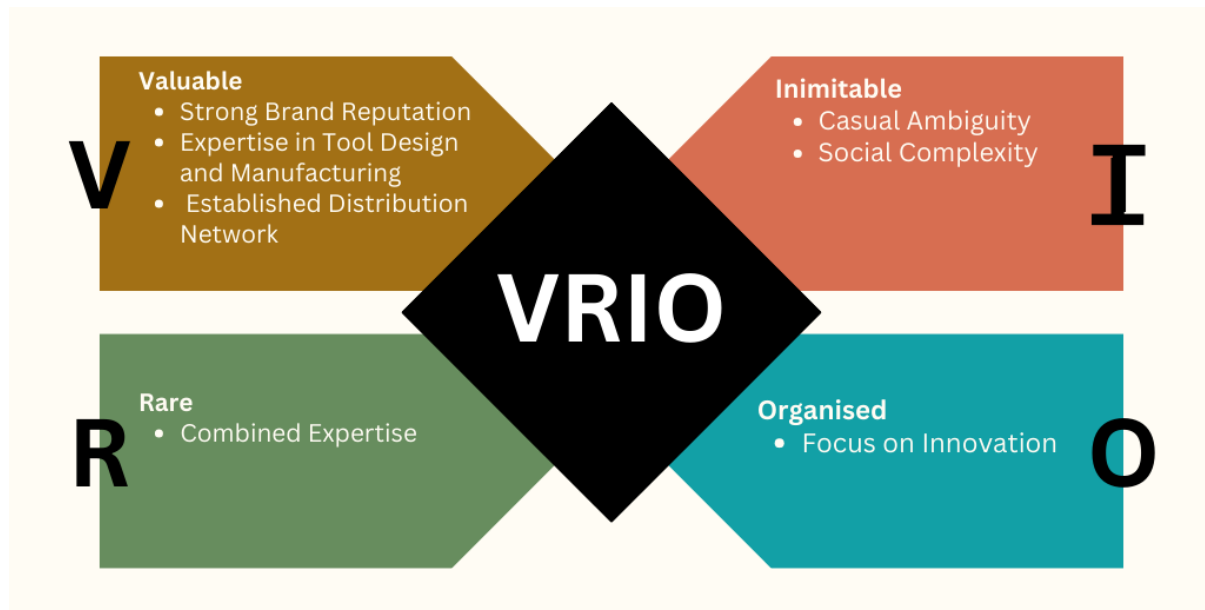 V
Valuable
• Strong Brand Reputation
• Expertise in Tool Design
and Manufacturing
• Established Distribution
Network
I
Inimitable
• Casual Ambiguity
• Social Complexity
VRIO
R
Rare
• Combined Expertise
O
Organised
• Focus on Innovation